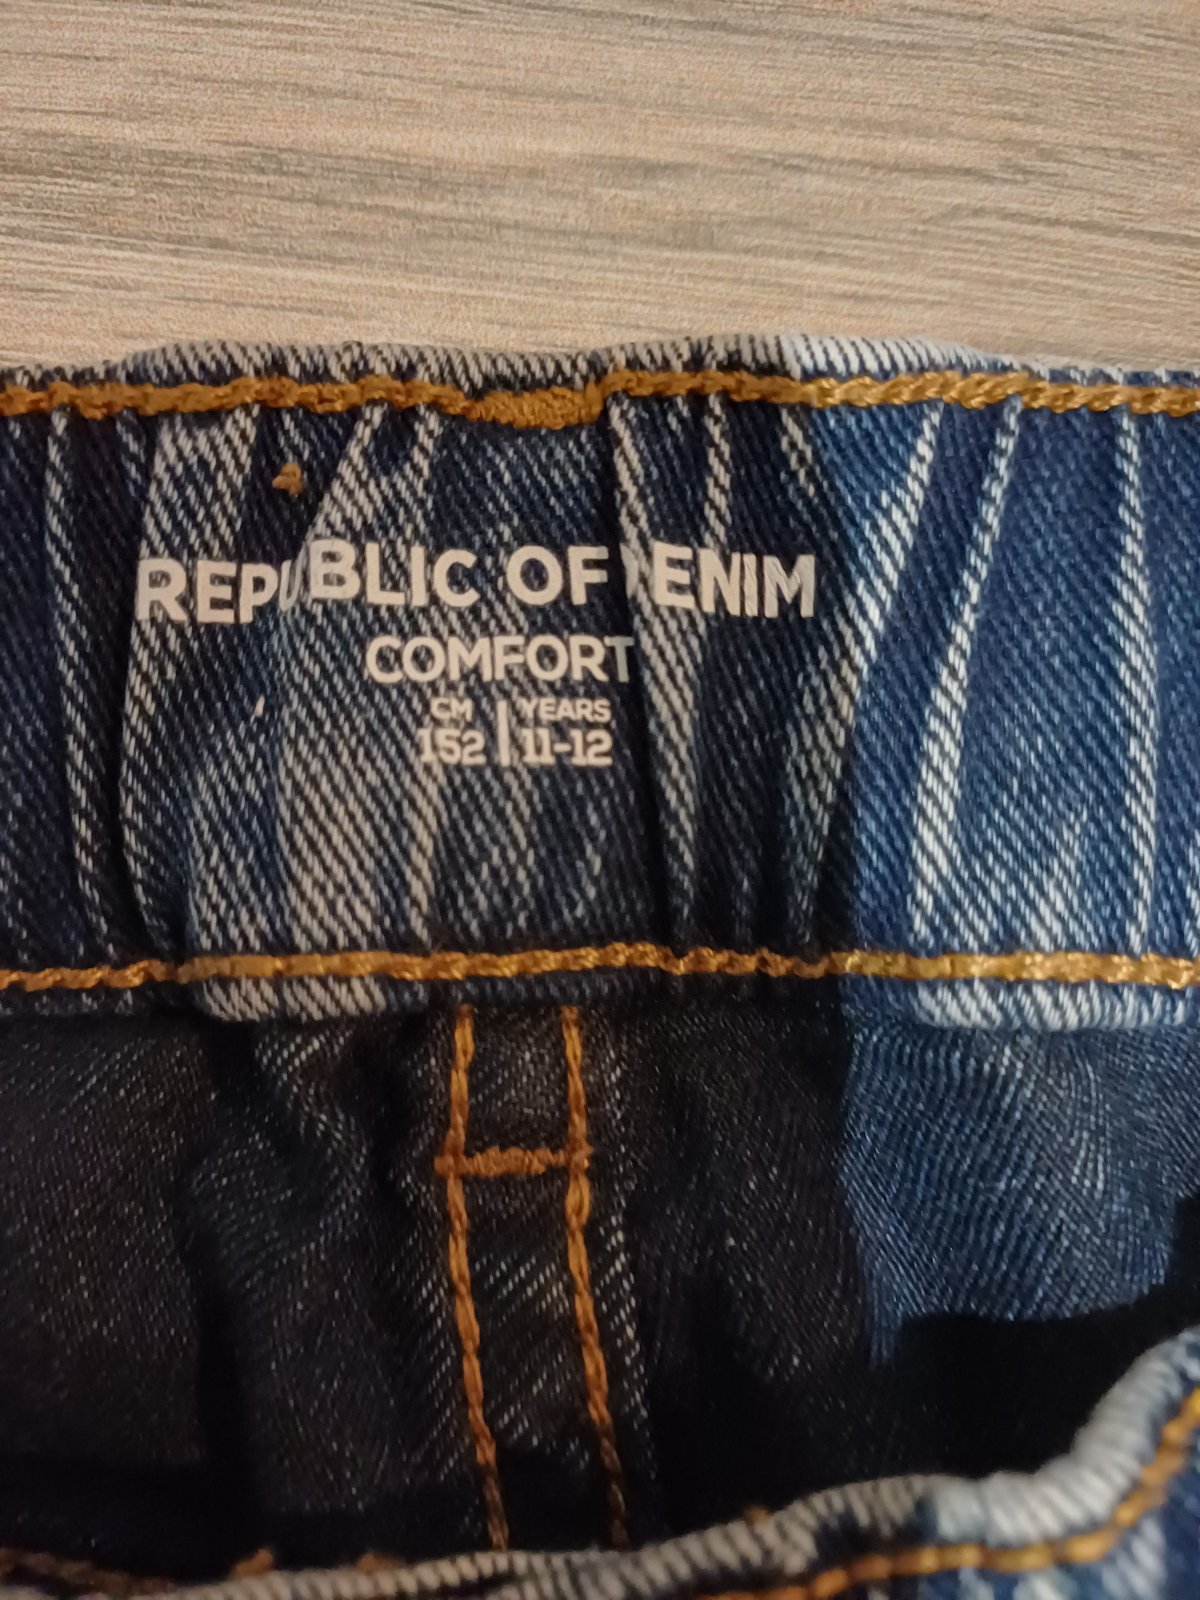 REPUBLIC OF DENIM
COMFORT
CM | YEARS
152 | 11-12